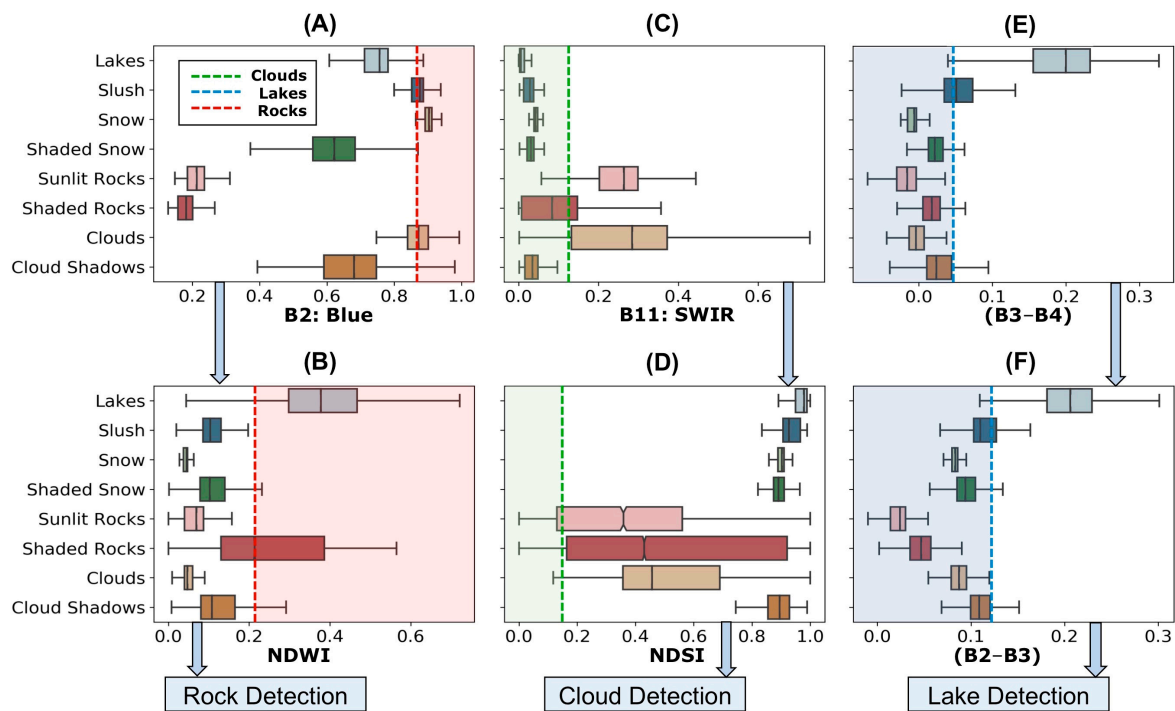 (A)
(C)
(E)
Lakes
Slush
Snow
Shaded Snow
Sunlit Rocks
Shaded Rocks
Clouds
Cloud Shadows
Clouds
Lakes
Rocks
0.2 0.4 0.6 0.8 1.0
B2: Blue
0.0 0.2 0.4 0.6
B11: SWIR
0.0 0.1 0.2 0.3
(B3–B4)
(B)
(D)
(F)
Lakes
Slush
Snow
Shaded Snow
Sunlit Rocks
Shaded Rocks
Clouds
Cloud Shadows
0.0 0.2 0.4 0.6
NDWI
0.0 0.2 0.4 0.6 0.8 1.0
NDSI
0.0 0.1 0.2 0.3
(B2–B3)
Rock Detection
Cloud Detection
Lake Detection